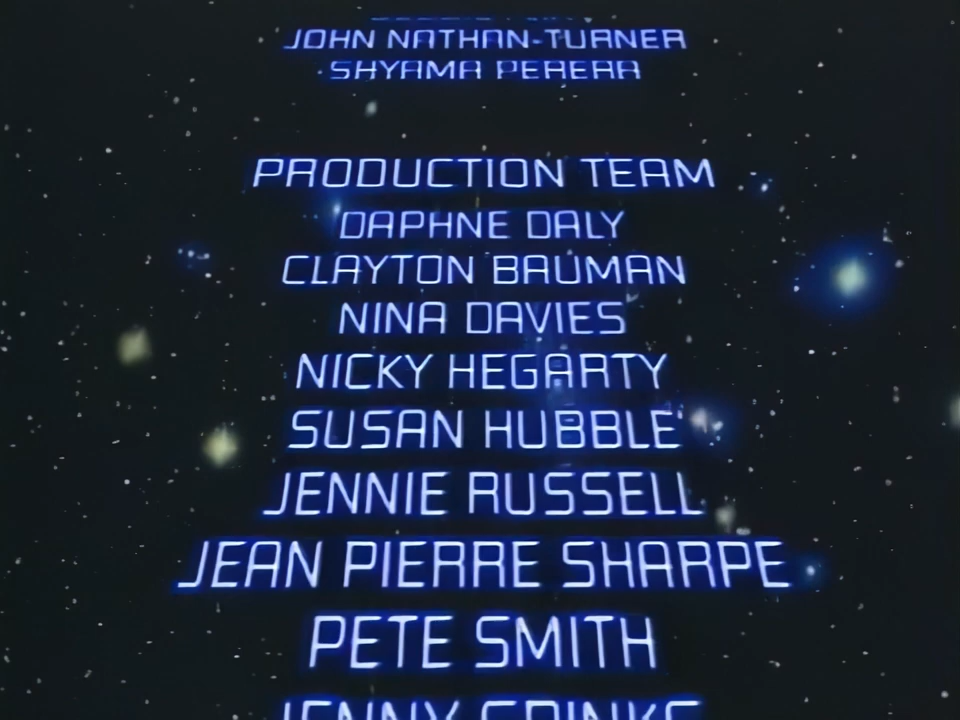 JOHN NATHAN-TURNER
SHYAMA PERERA
PRODUCTION TEAM
DAPHNE DALY
CLAYTON BAUMAN
NINA DAVIES
NICKY HEGARTY
SUSAN HUBBLE
JENNIE RUSSELL
JEAN PIERRE SHARPE
PETE SMITH
JENNY